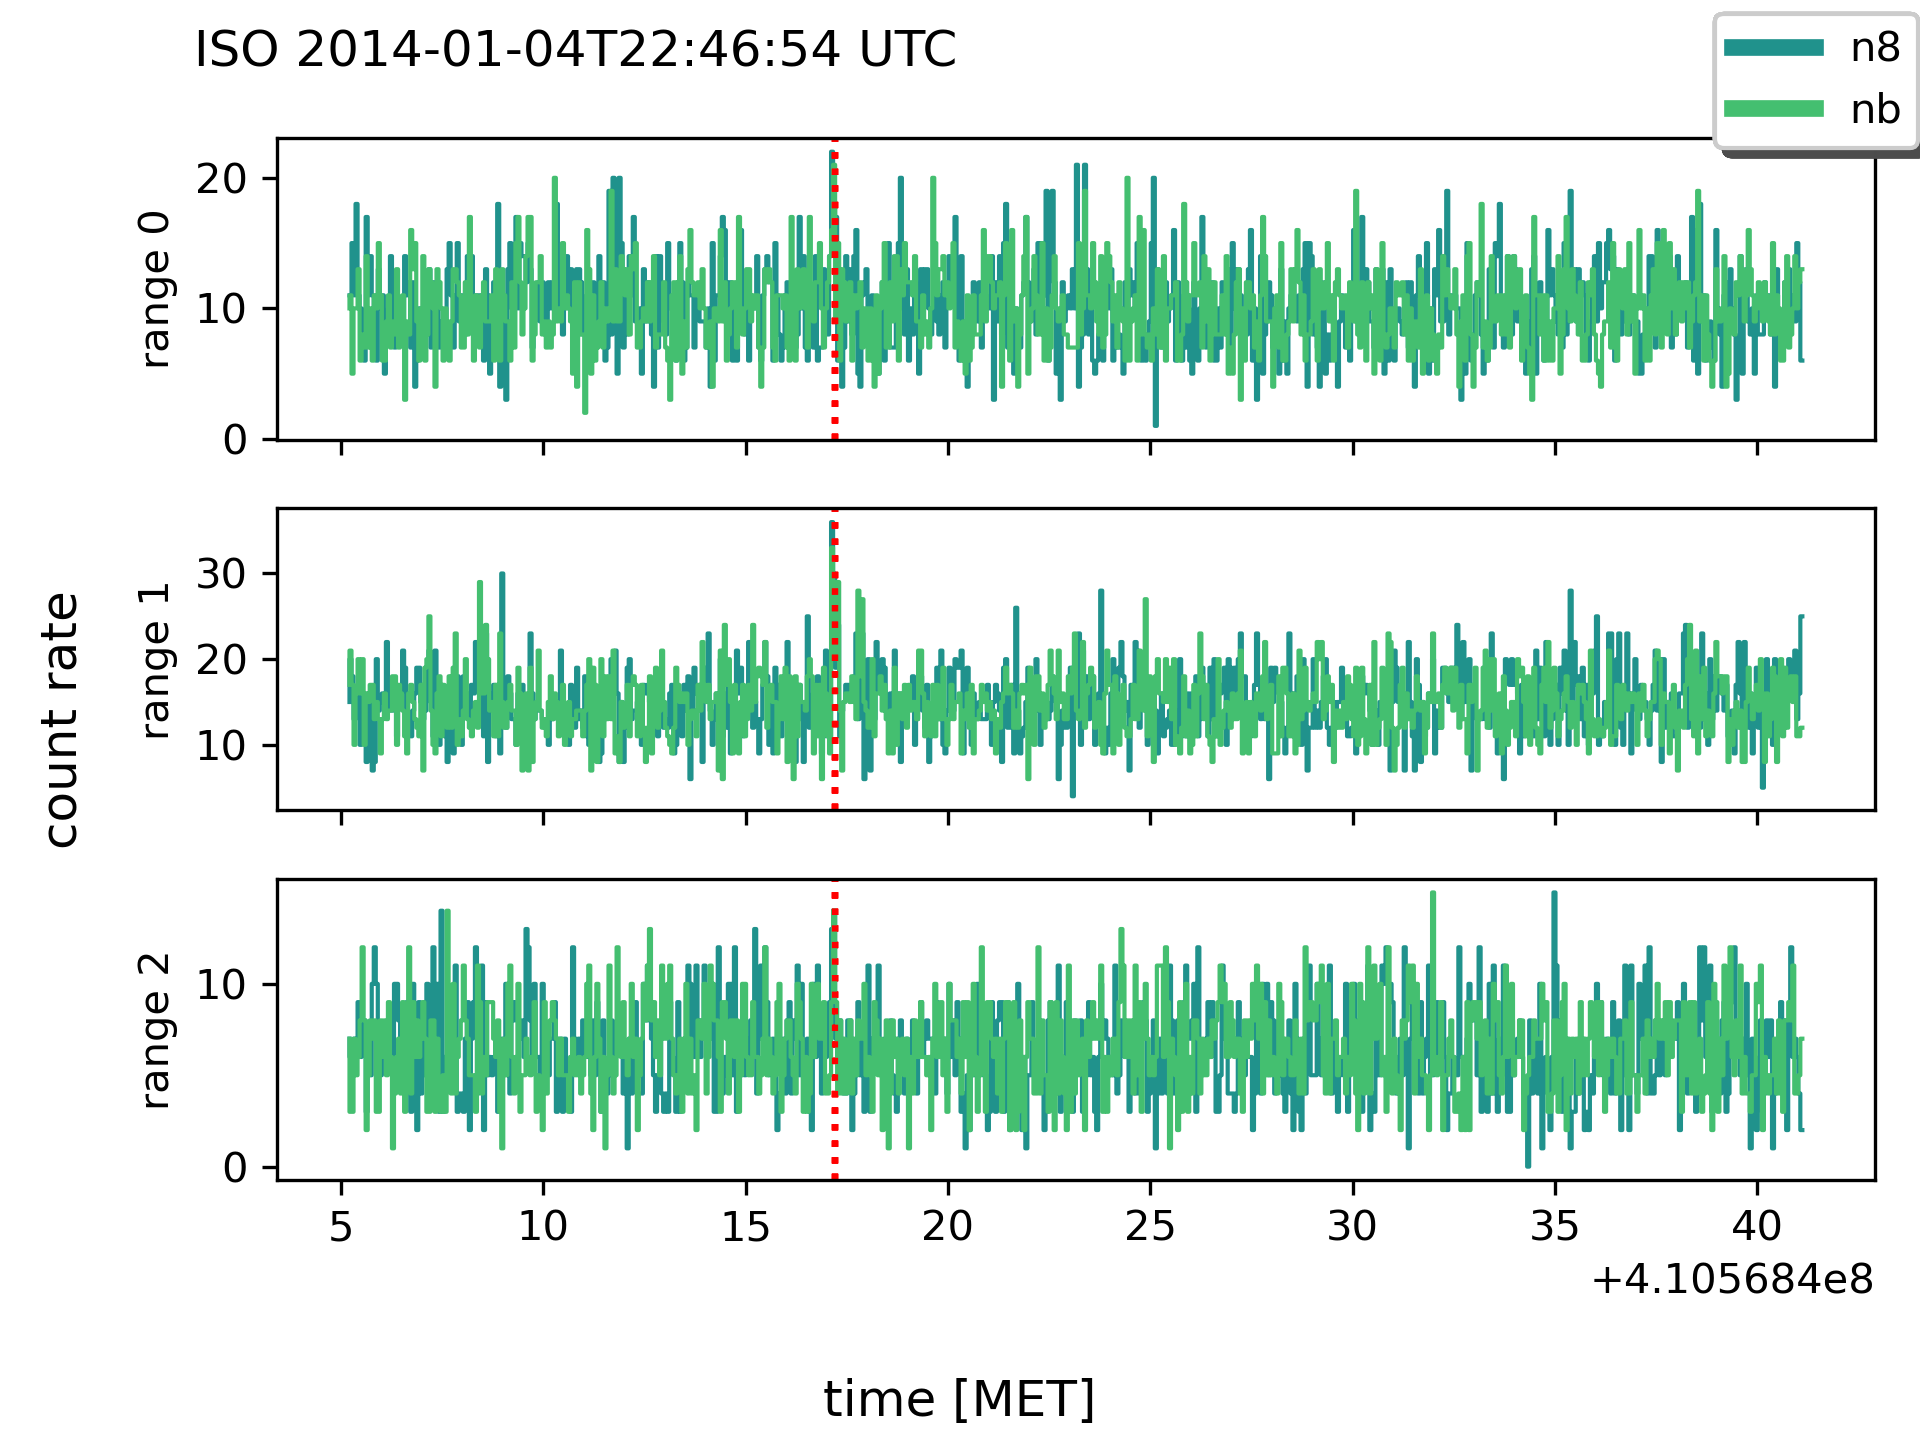 ISO 2014-01-04T22:46:54 UTC
n8
nb
range 0
20
10
0
count rate
range 1
30
20
10
range 2
10
0
5 10 15 20 25 30 35 40
+4.105684e8
time [MET]